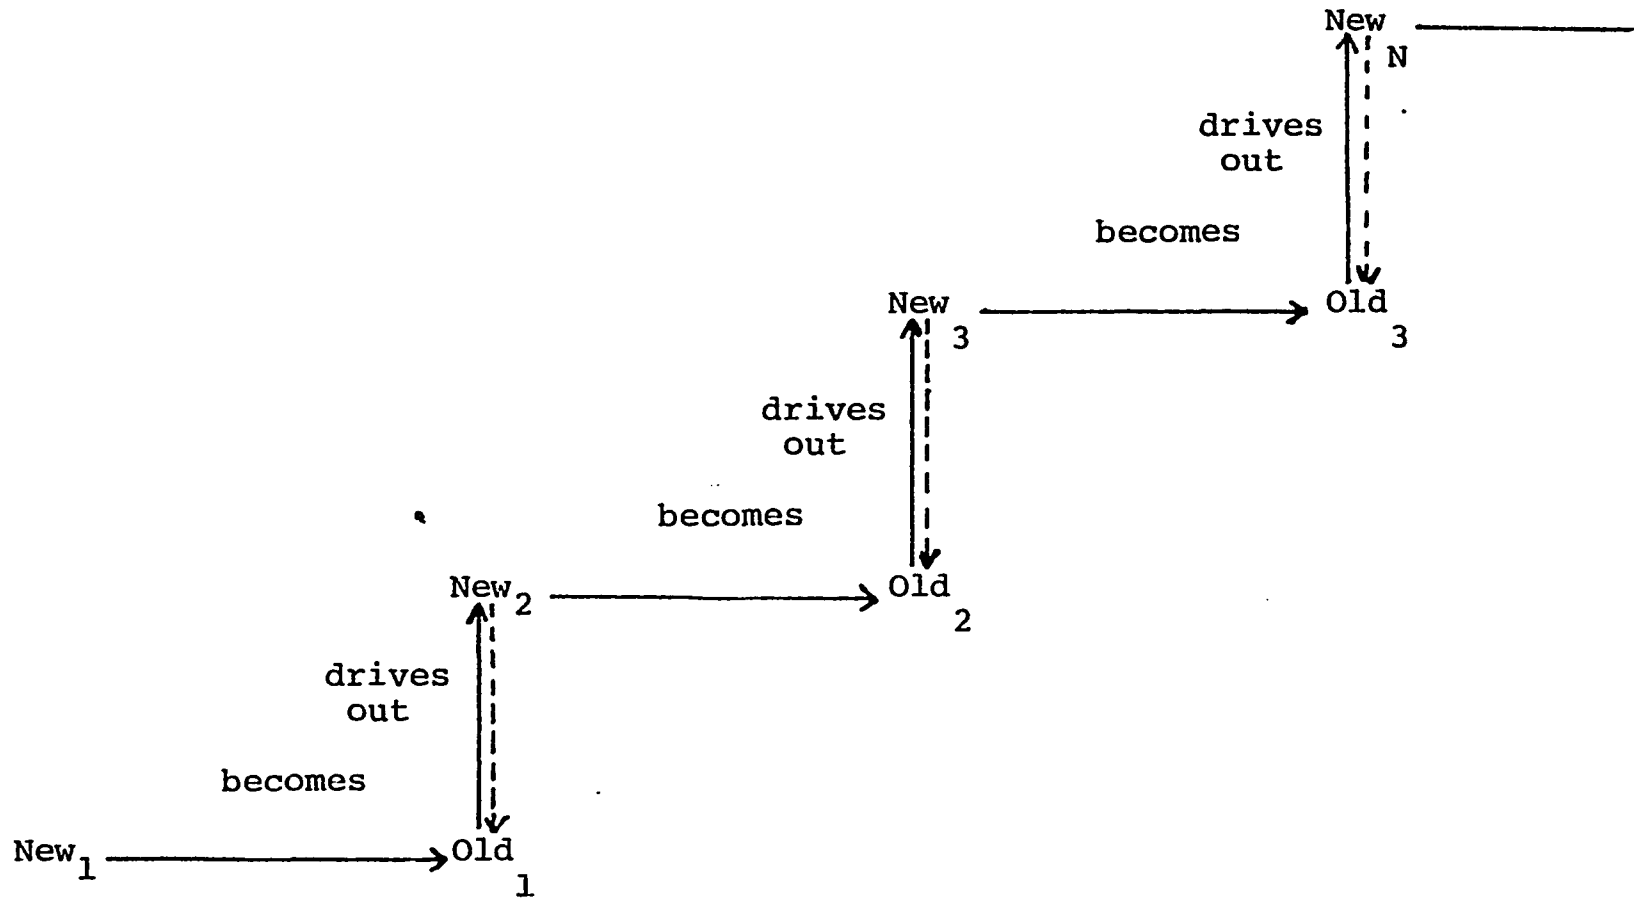 New N
drives
out
becomes
New 3
Old 3
drives
out
becomes
New 2
Old 2
drives
out
becomes
New 1
Old 1